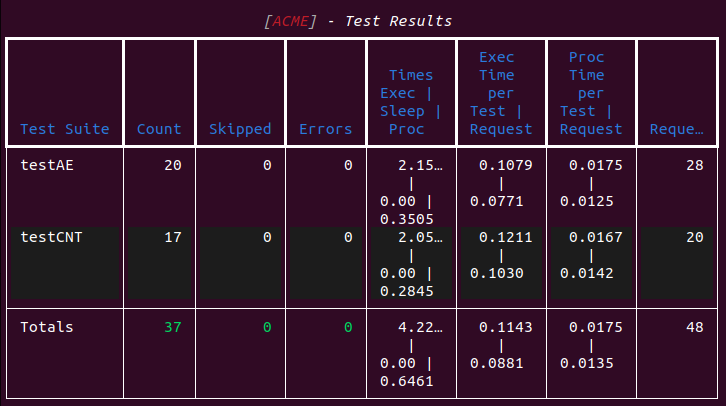 [ACME] - Test Results
Exec Proc
Times Time Time
Exec | per per
Sleep | Test | Test |
Test Suite Count Skipped Errors Proc Request Request Reque…
testAE 20 0 0 2.15… 0.1079 0.0175 28
| | |
0.00 | 0.0771 0.0125
0.3505
testCNT 17 0 0 2.05… 0.1211 0.0167 20
| | |
0.00 | 0.1030 0.0142
0.2845
Totals 37 0 0 4.22… 0.1143 0.0175 48
| | |
0.00 | 0.0881 0.0135
0.6461